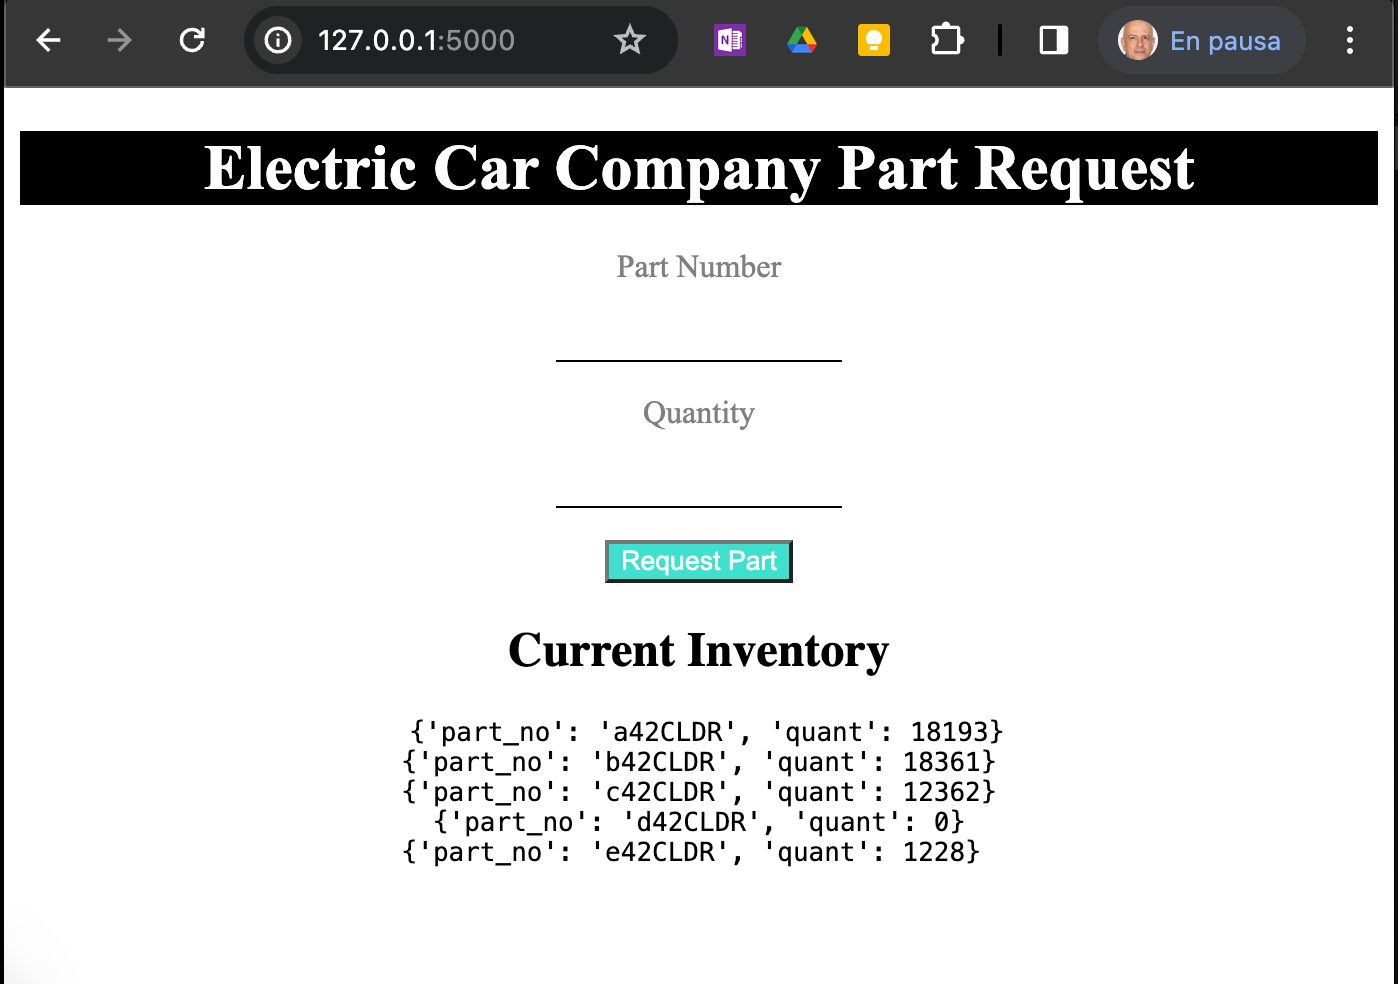 127.0.0.1:5000
N
En pausa
Electric Car Company Part Request
Part Number
Quantity
Request Part
Current Inventory
{'part_no': 'a42CLDR', 'quant': 18193}
{'part_no': 'b42CLDR', 'quant': 18361}
{'part_no': 'c42CLDR', 'quant': 12362}
{'part_no': 'd42CLDR', 'quant': 0}
{'part_no': 'e42CLDR', 'quant': 1228}